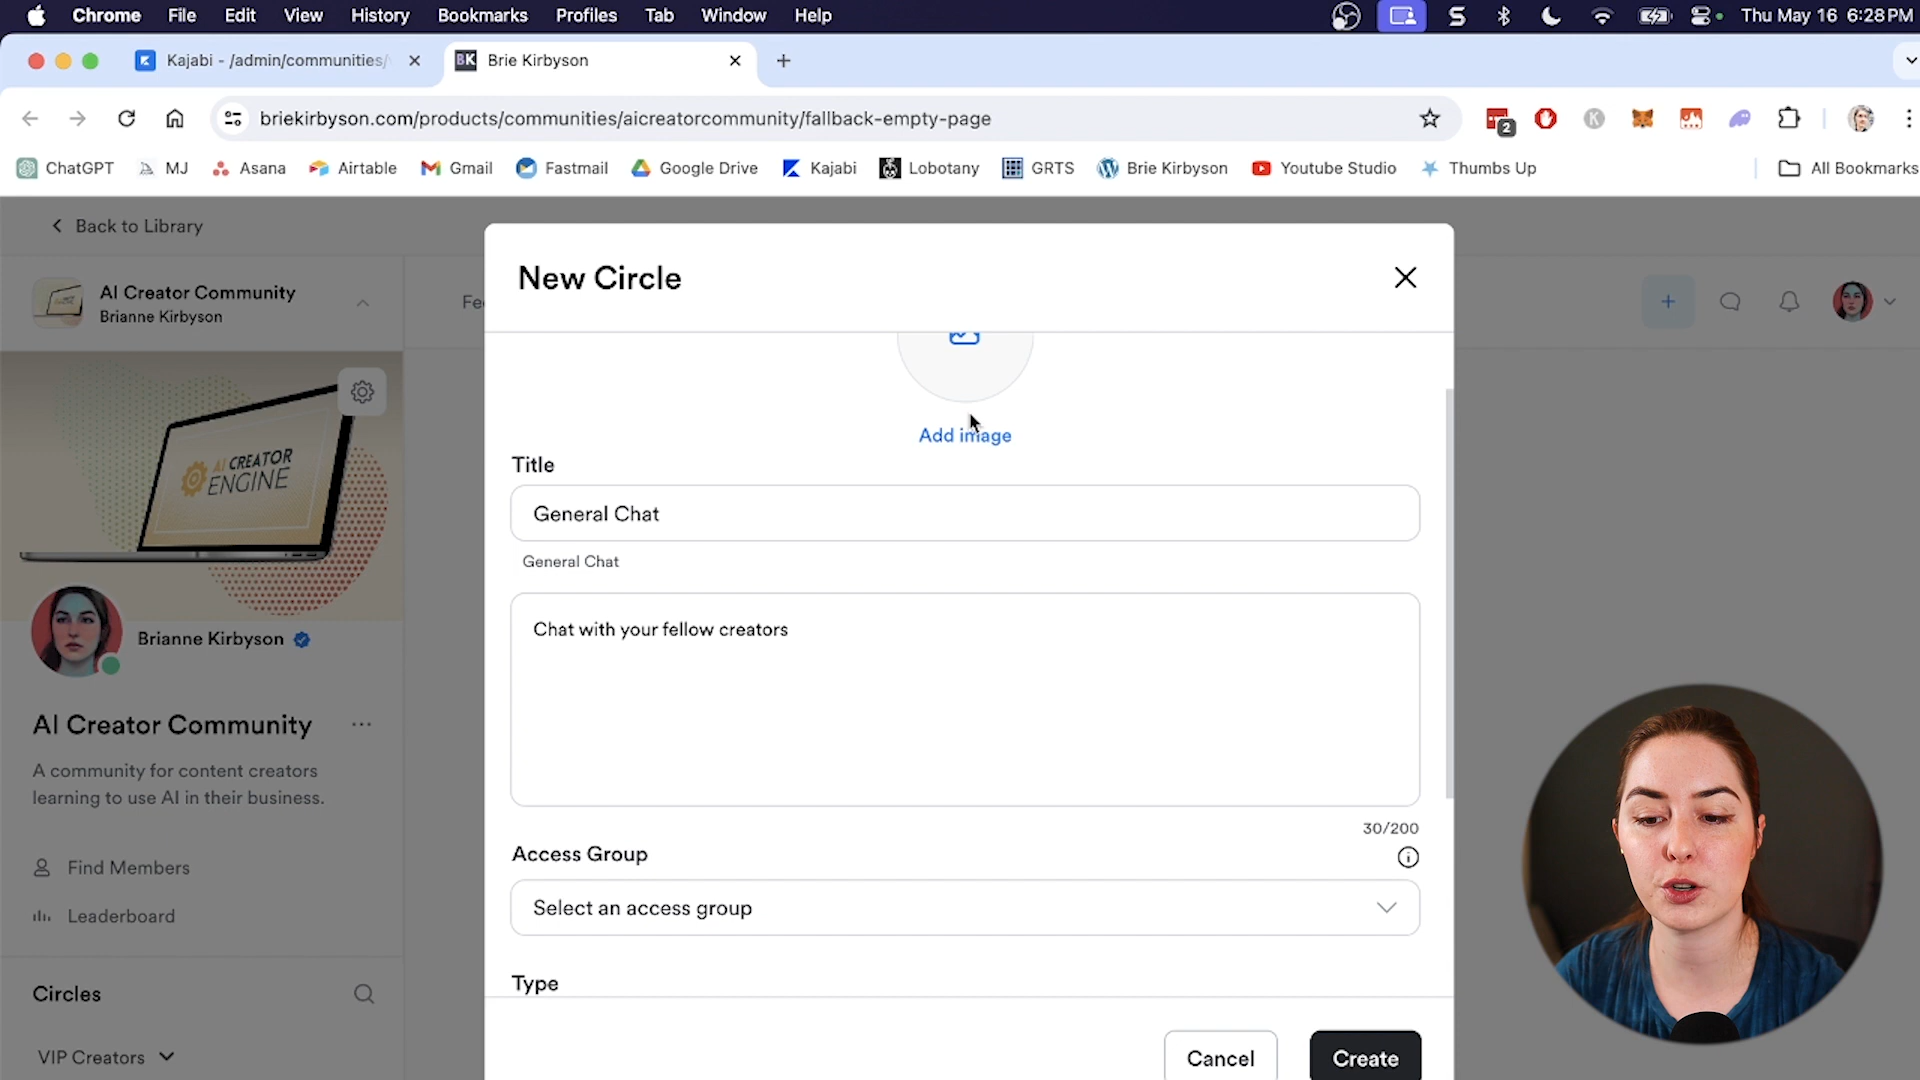 Chrome File Edit View History Bookmarks Profiles Tab Window Help S Thu May 16 6:28 PM
Kajabi - /admin/communities/ BK Brie Kirbyson
briekirbyson.com/products/communities/aicreatorcommunity/fallback-empty-page K 2
ChatGPT MJ Asana Airtable Gmail Fastmail Google Drive Kajabi Lobotany GRTS Brie Kirbyson Youtube Studio Thumbs Up All Bookmarks
Back to Library
New Circle
AI Creator Community
Brianne Kirbyson
Fe
AI CREATOR
ENGINE
Add image
Title
General Chat
General Chat
Chat with your fellow creators
Brianne Kirbyson
AI Creator Community
A community for content creators
learning to use AI in their business.
30/200
Access Group
Find Members
Select an access group
Leaderboard
Type
Circles
VIP Creators
Cancel Create